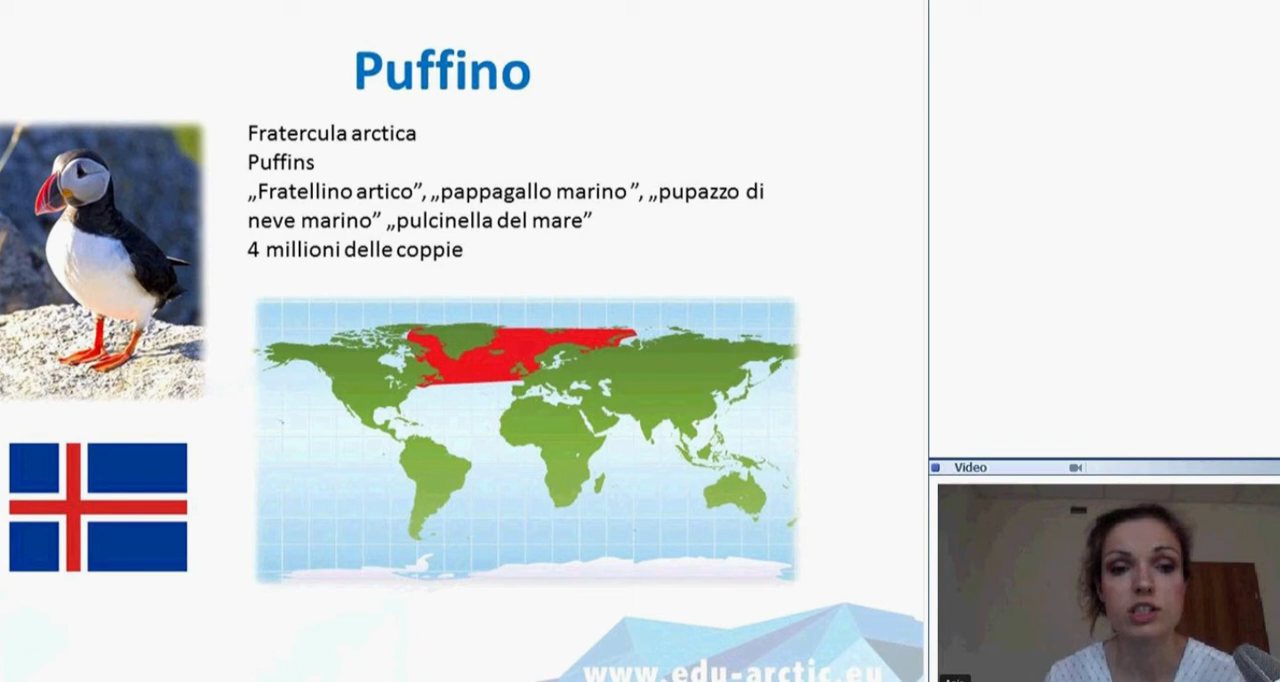 Puffino
Fratercula arctica
Puffins
„Fratellino artico”, „pappagallo marino”, „pupazzo di
neve marino” „pulcinella del mare”
4 millioni delle coppie
www.edu-arctic.eu
Video